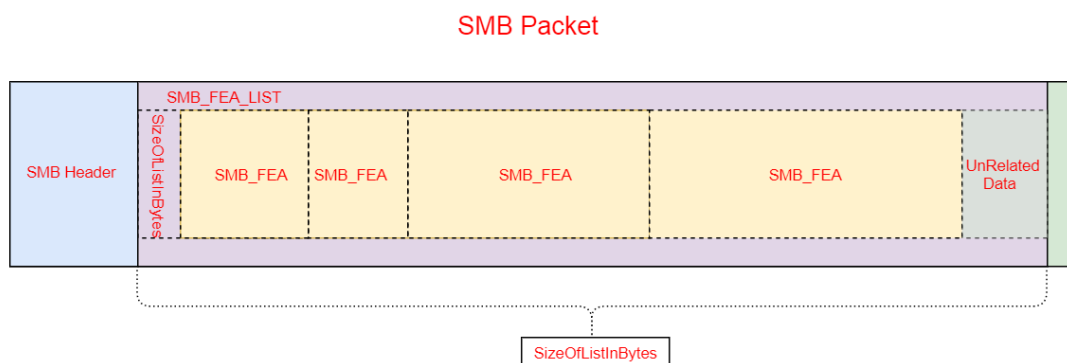 SMB Packet
SMB_FEA_LIST
SMB Header
SizeOfListInBytes
SMB_FEA
SMB_FEA
SMB_FEA
SMB_FEA
UnRelated
Data
SizeOfListInBytes